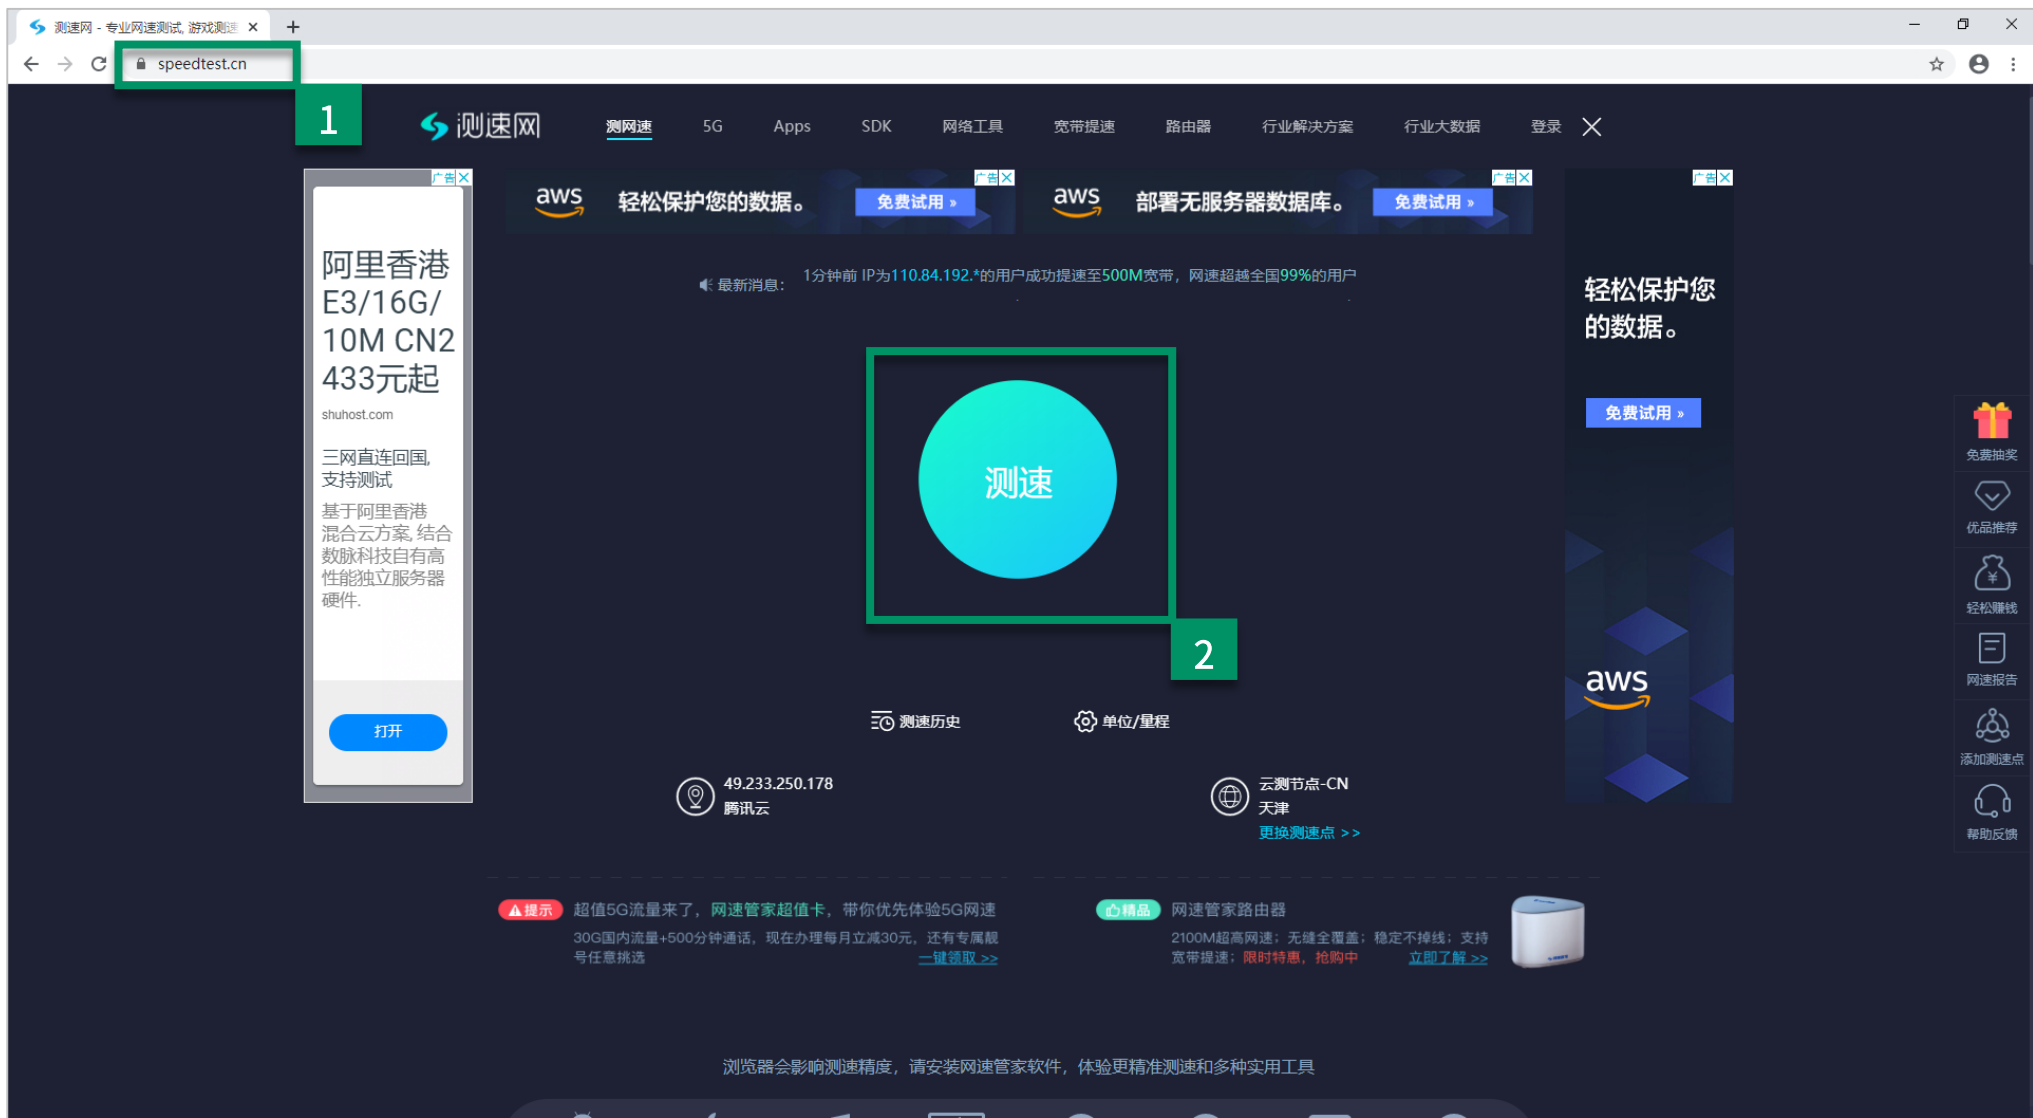 测速网 - 专业网速测试, 游戏测速
speedtest.cn
1
测速网
测网速
5G
Apps
SDK
网络工具
宽带提速
路由器
行业解决方案
行业大数据
登录
广告
阿里香港
E3/16G/
10M CN2
433元起
shuhost.com
三网直连回国,
支持测试
基于阿里香港
混合云方案, 结合
数脉科技自有高
性能独立服务器
硬件.
打开
广告
aws 轻松保护您的数据。 免费试用 »
广告
aws 部署无服务器数据库。 免费试用 »
广告
轻松保护您
的数据。
免费试用 »
aws
最新消息：
1分钟前 IP为110.84.192.*的用户成功提速至500M宽带，网速超越全国99%的用户
测速
2
测速历史
单位/量程
49.233.250.178
腾讯云
云测节点-CN
天津
更换测速点 >>
免费抽奖
优品推荐
轻松赚钱
网速报告
添加测速点
帮助反馈
提示 超值5G流量来了，网速管家超值卡，带你优先体验5G网速
30G国内流量+500分钟通话，现在办理每月立减30元，还有专属靓
号任意挑选 一键领取 >>
精品 网速管家路由器
2100M超高网速；无缝全覆盖；稳定不掉线；支持
宽带提速；限时特惠，抢购中 立即了解 >>
浏览器会影响测速精度，请安装网速管家软件，体验更精准测速和多种实用工具